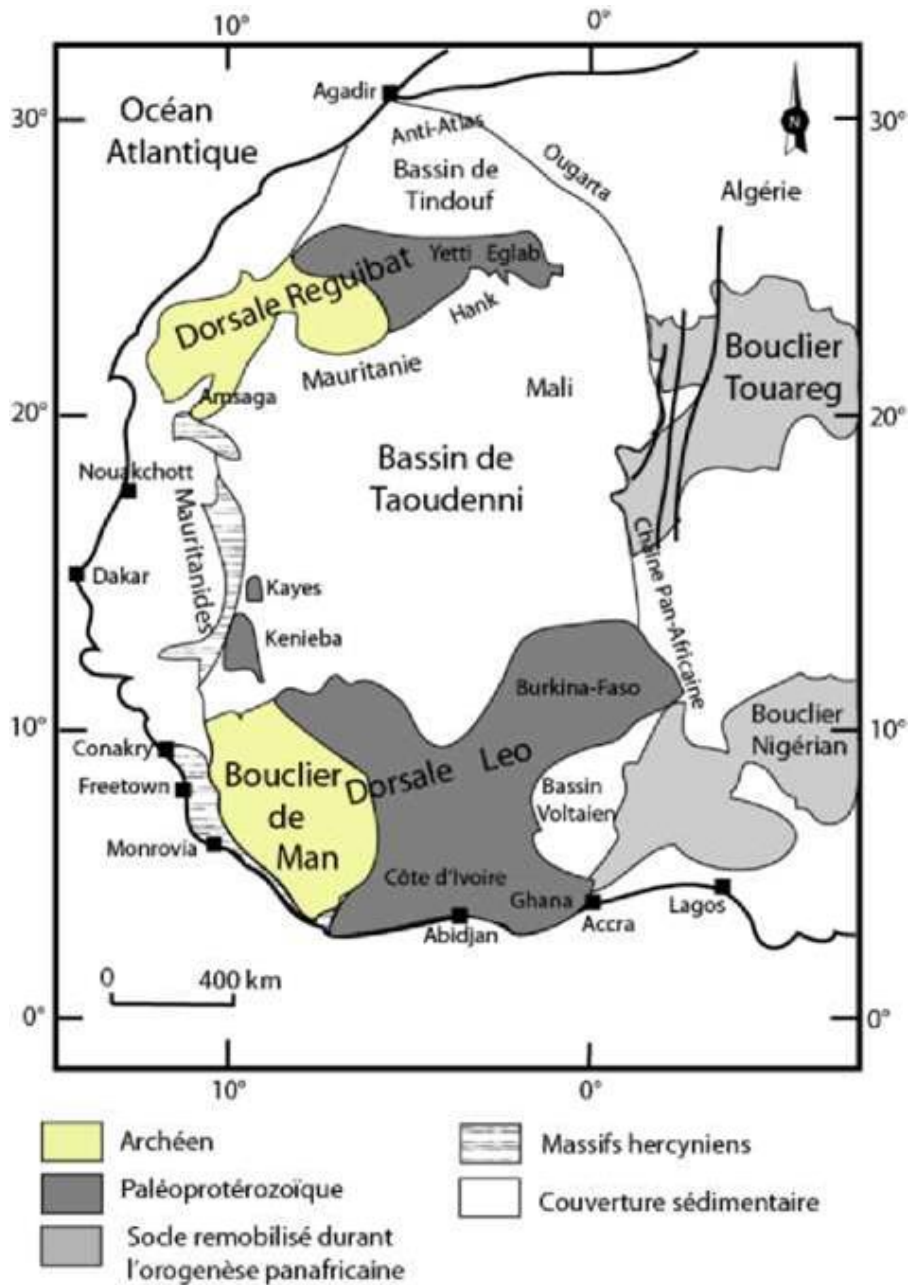 10°
0°
Agadir
30°
Océan
Atlantique
Anti-Atlas
Ougarta
N
30°
Bassin de
Tindouf
Algérie
Yetti
Eglab
Dorsale Reguibat
Hank
Bouclier
Touareg
Mauritanie
Amsaga
Mali
20°
20°
Bassin de
Taoudenni
Nouakchott
Mauritanides
Dakar
Kayes
Kenieba
Chaîne Pan-Africaine
Burkina-Faso
10°
10°
Bouclier
Nigérian
Conakry
Freetown
Monrovia
Bouclier
de
Man
Dorsale Leo
Bassin
Voltaien
Côte d'Ivoire
Ghana
Abidjan
Accra
Lagos
0
400 km
0°
0°
10°
0°
Archéen
Massifs hercyniens
Paléoprotérozoïque
Couverture sédimentaire
Socle remobilisé durant
l'orogenèse panafricaine